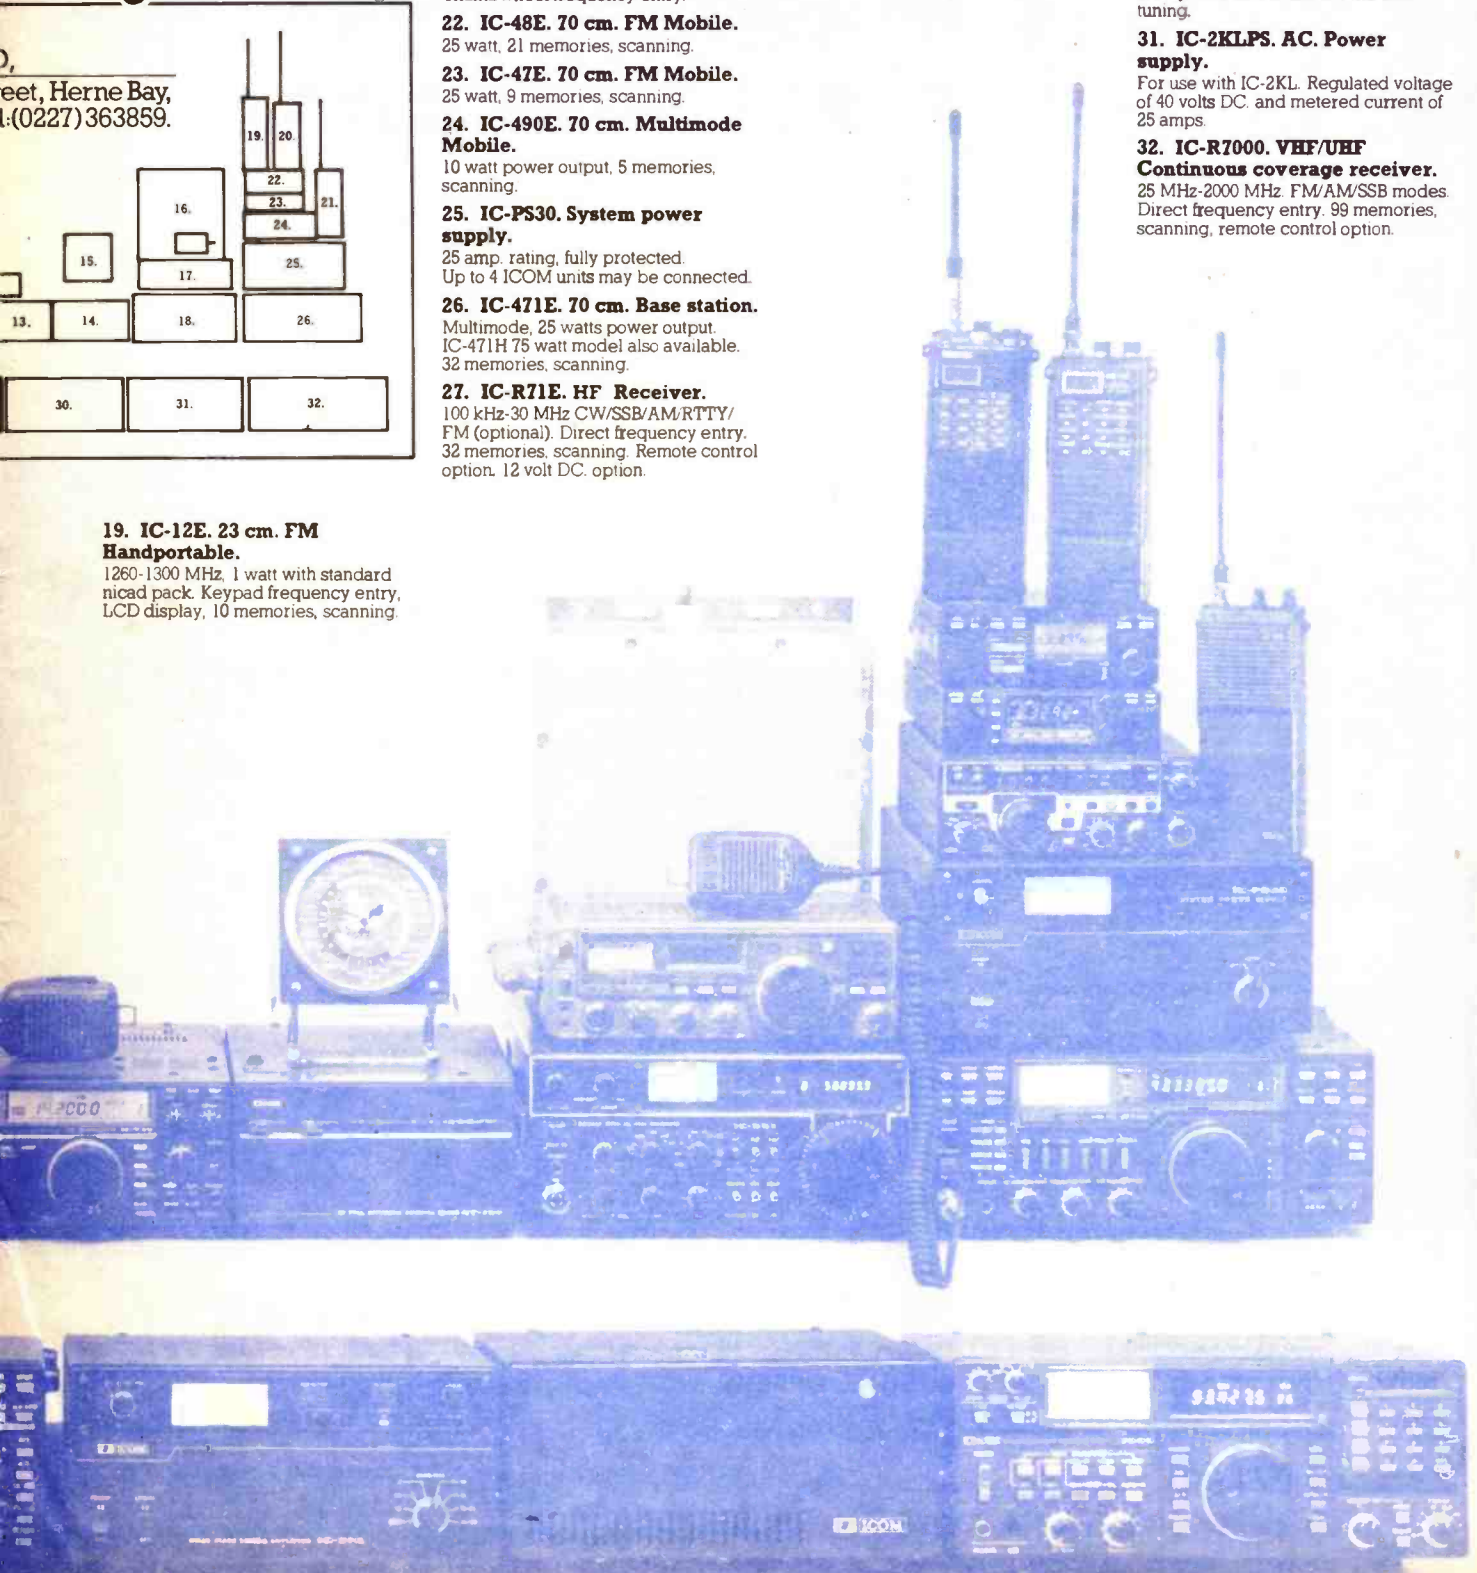 reet, Herne Bay,
(0227) 363859.
19.
20.
22.
16.
23.
21.
24.
15.
17.
25.
13.
14.
18.
26.
30.
31.
32.
19. IC-12E. 23 cm. FM
Handportable.
1260-1300 MHz, 1 watt with standard
nicad pack. Keypad frequency entry,
LCD display, 10 memories, scanning.
22. IC-48E. 70 cm. FM Mobile.
25 watt, 21 memories, scanning.
23. IC-47E. 70 cm. FM Mobile.
25 watt, 9 memories, scanning.
24. IC-490E. 70 cm. Multimode
Mobile.
10 watt power output, 5 memories,
scanning.
25. IC-PS30. System power
supply.
25 amp. rating, fully protected.
Up to 4 ICOM units may be connected.
26. IC-471E. 70 cm. Base station.
Multimode, 25 watts power output.
IC-471H 75 watt model also available.
32 memories, scanning.
27. IC-R71E. HF Receiver.
100 kHz-30 MHz CW/SSB/AM/RTTY/
FM (optional). Direct frequency entry.
32 memories, scanning. Remote control
option. 12 volt DC. option.
tuning.
31. IC-2KLPS. AC. Power
supply.
For use with IC-2KL. Regulated voltage
of 40 volts DC. and metered current of
25 amps.
32. IC-R7000. VHF/UHF
Continuous coverage receiver.
25 MHz-2000 MHz. FM/AM/SSB modes.
Direct frequency entry. 99 memories,
scanning, remote control option.
ICOM
ICOM